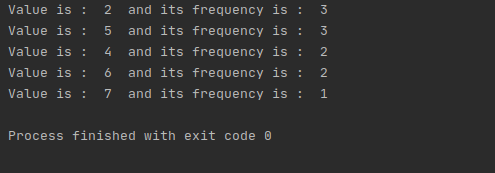 Value is :  2  and its frequency is :  3
Value is :  5  and its frequency is :  3
Value is :  4  and its frequency is :  2
Value is :  6  and its frequency is :  2
Value is :  7  and its frequency is :  1
Process finished with exit code 0